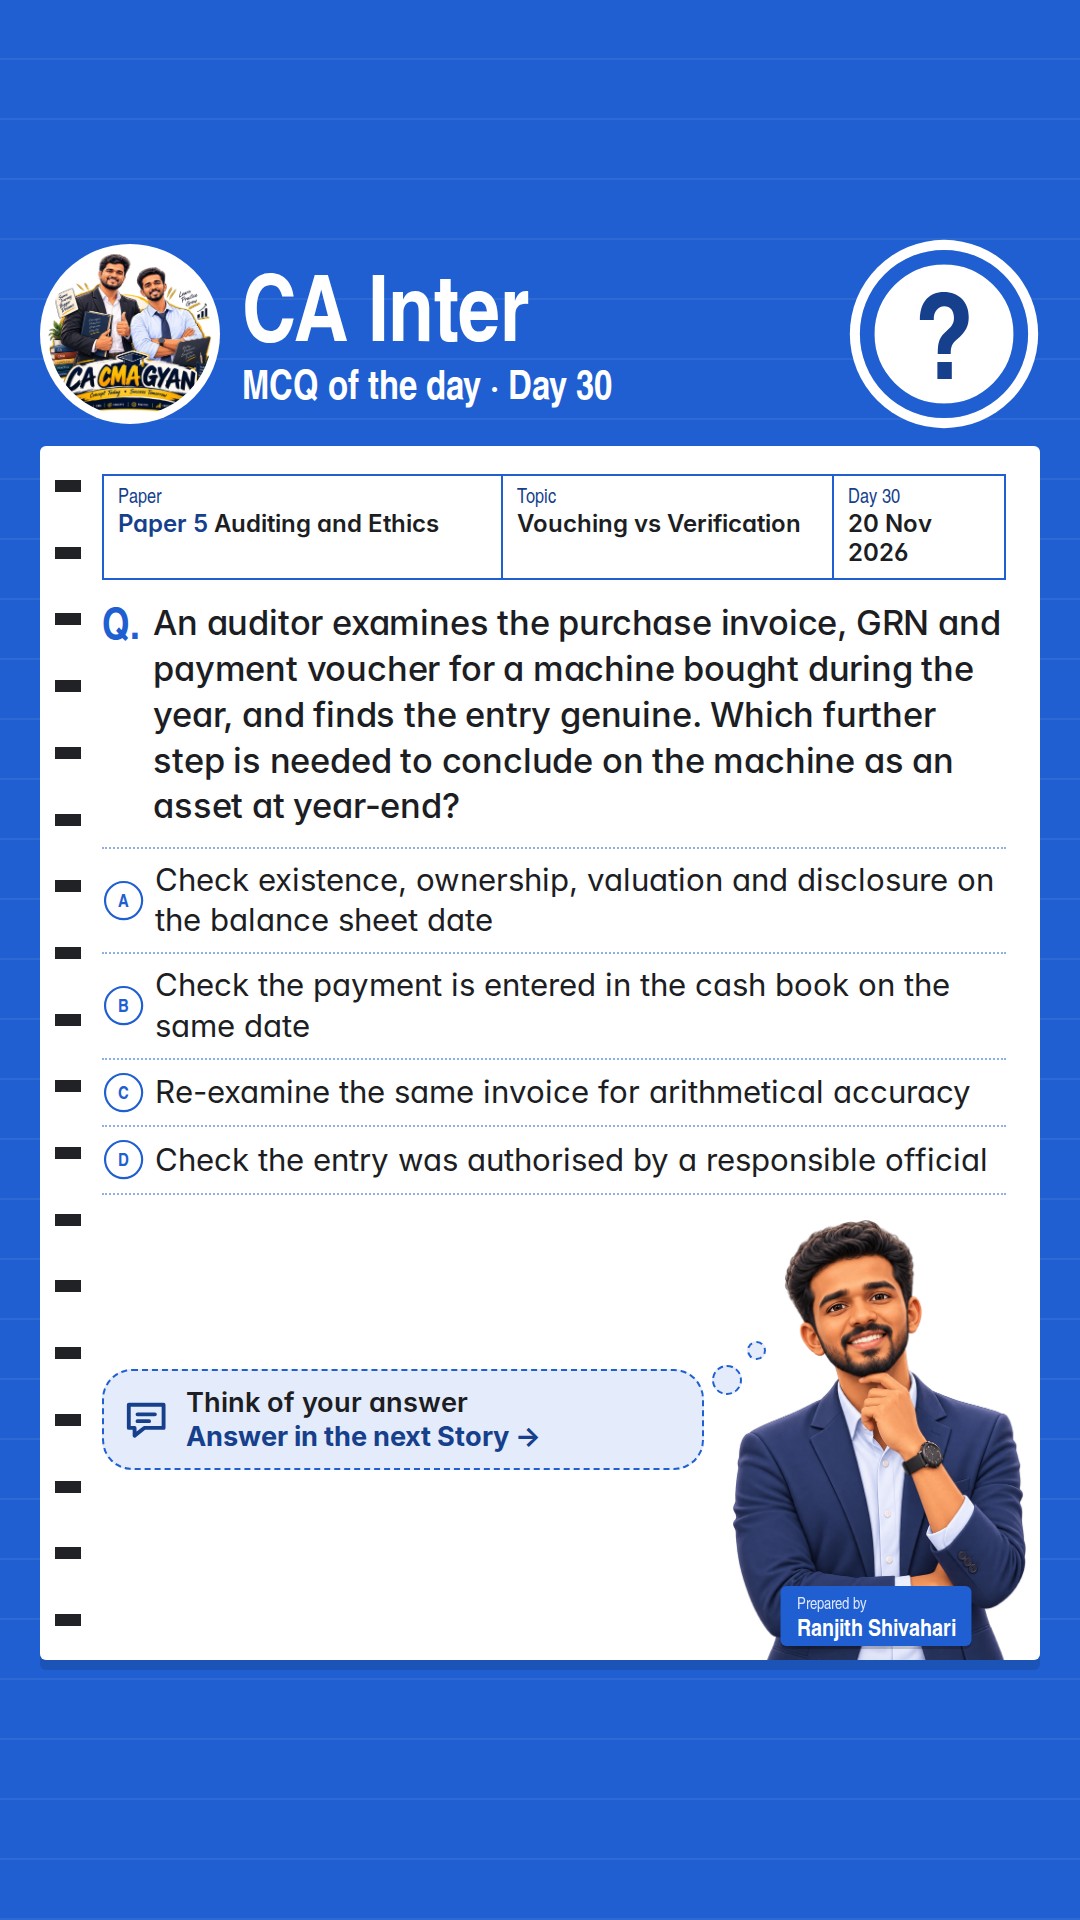 CA Inter
MCQ of the day · Day 30
CA CMA GYAN
?
Paper
Paper 5 Auditing and Ethics
Topic
Vouching vs Verification
Day 30
20 Nov
2026
Q. An auditor examines the purchase invoice, GRN and
payment voucher for a machine bought during the
year, and finds the entry genuine. Which further
step is needed to conclude on the machine as an
asset at year-end?
A Check existence, ownership, valuation and disclosure on
the balance sheet date
B Check the payment is entered in the cash book on the
same date
C Re-examine the same invoice for arithmetical accuracy
D Check the entry was authorised by a responsible official
Think of your answer
Answer in the next Story →
Prepared by
Ranjith Shivahari